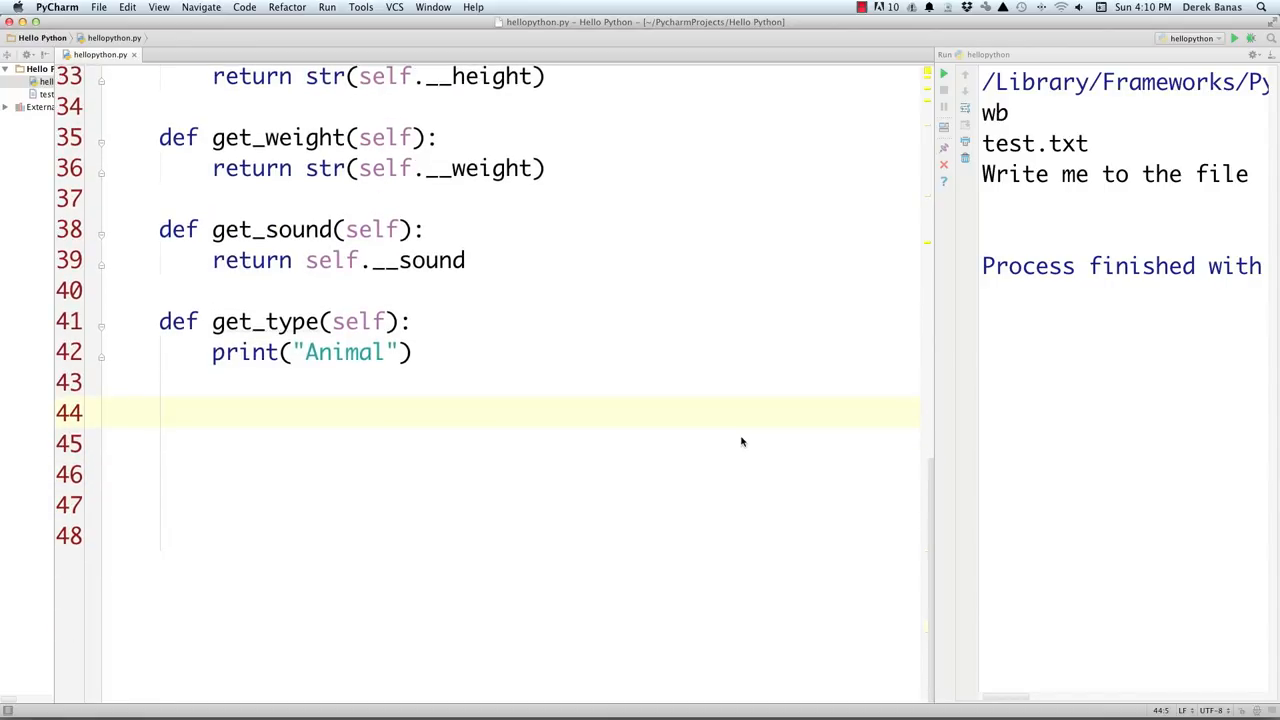 PyCharm File Edit View Navigate Code Refactor Run Tools VCS Window Help 10 Sun 4:10 PM Derek Banas
hellopython.py – Hello Python – [~/PycharmProjects/Hello Python]
Hello Python hellopython.py hellopython
hellopython.py Run hellopython
Hello F
hell
test
Externa
33 return str(self.__height)
34
35 def get_weight(self):
36 return str(self.__weight)
37
38 def get_sound(self):
39 return self.__sound
40
41 def get_type(self):
42 print("Animal")
43
44
45
46
47
48
/Library/Frameworks/Py
wb
test.txt
Write me to the file
Process finished with
44:5 LF UTF-8